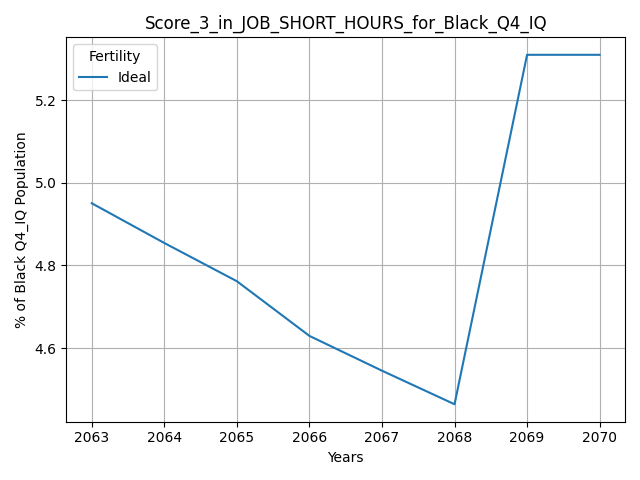 Score_3_in_JOB_SHORT_HOURS_for_Black_Q4_IQ
Fertility
Ideal
% of Black Q4_IQ Population
5.2
5.0
4.8
4.6
2063 2064 2065 2066 2067 2068 2069 2070
Years